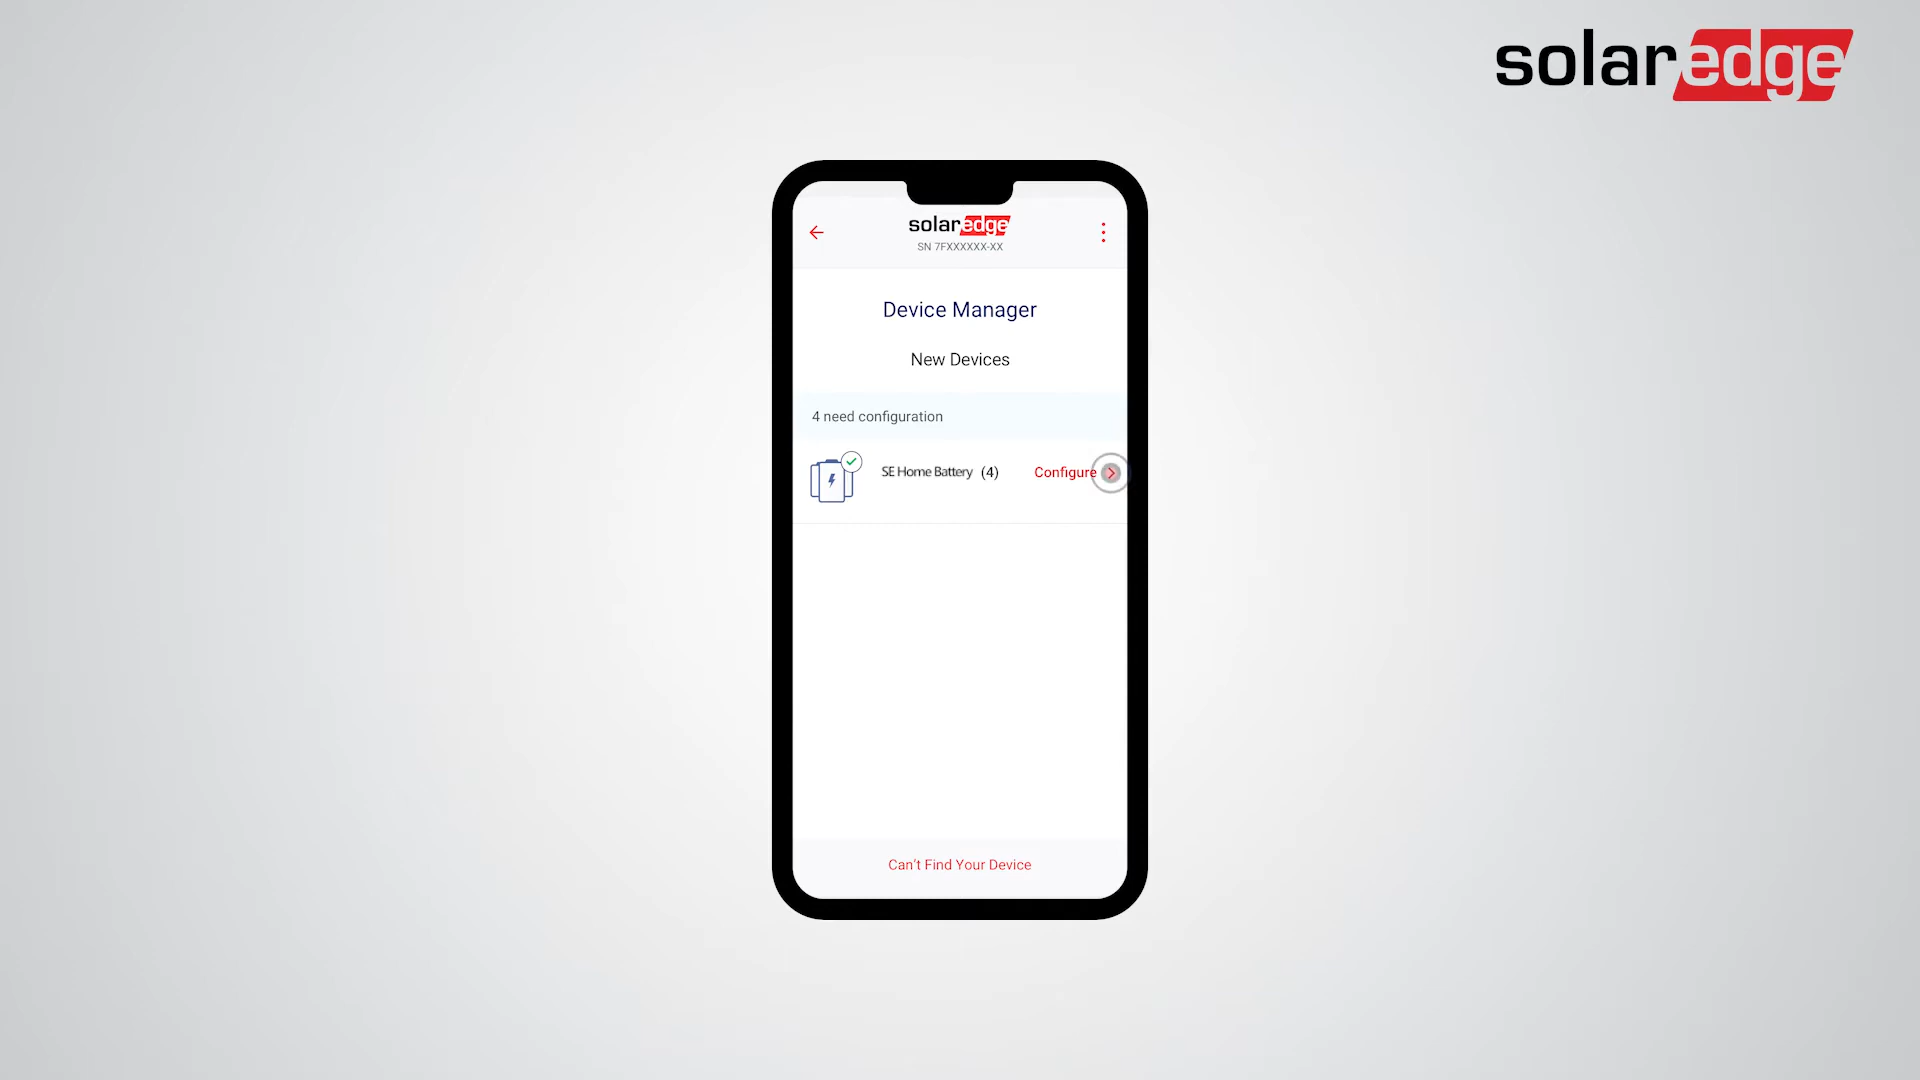 solaredge
solaredge
SN 7FXXXXXX-XX
Device Manager
New Devices
4 need configuration
SE Home Battery (4) Configure
Can't Find Your Device